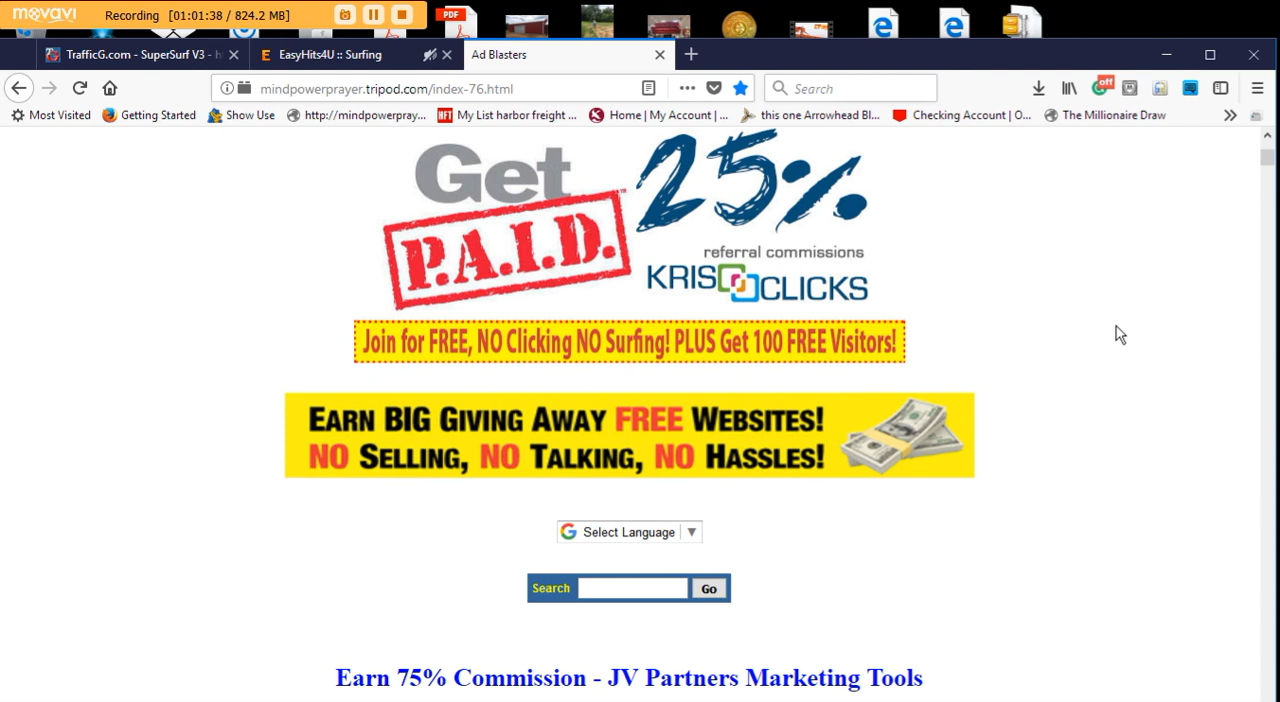 movavi
Recording [01:01:38 / 824.2 MB]
PDF
TrafficG.com - SuperSurf V3 - h
EasyHits4U :: Surfing
Ad Blasters
mindpowerprayer.tripod.com/index-76.html
Search
off
Most Visited
Getting Started
Show Use
http://mindpowerpray...
HFT
My List harbor freight ...
Home | My Account | ...
this one Arrowhead Bl...
Checking Account | O...
The Millionaire Draw
Get
P.A.I.D.
25%
referral commissions
KRIS CLICKS
Join for FREE, NO Clicking NO Surfing! PLUS Get 100 FREE Visitors!
EARN BIG GIVING AWAY FREE WEBSITES!
NO SELLING, NO TALKING, NO HASSLES!
Select Language
Search
Go
Earn 75% Commission - JV Partners Marketing Tools